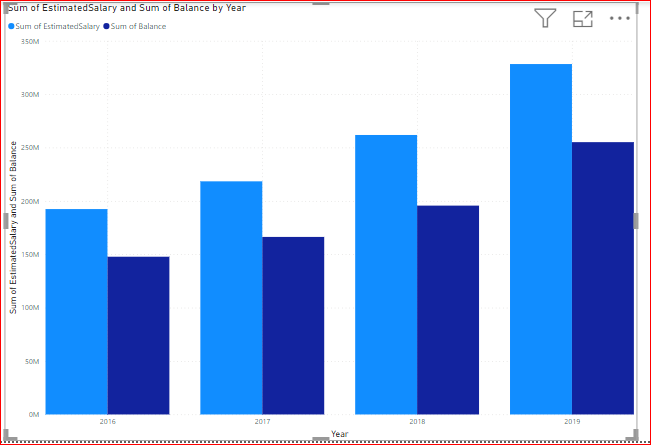 Sum of EstimatedSalary and Sum of Balance by Year
Sum of EstimatedSalary Sum of Balance
350M
300M
250M
200M
150M
100M
50M
0M
Sum of EstimatedSalary and Sum of Balance
2016 2017 2018 2019
Year